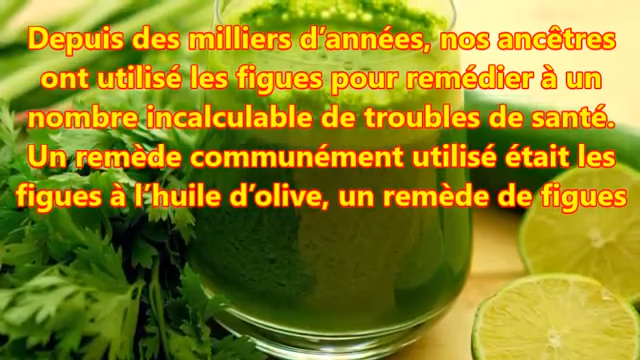 Depuis des milliers d’années, nos ancêtres
ont utilisé les figues pour remédier à un
nombre incalculable de troubles de santé.
Un remède communément utilisé était les
figues à l’huile d’olive, un remède de figues